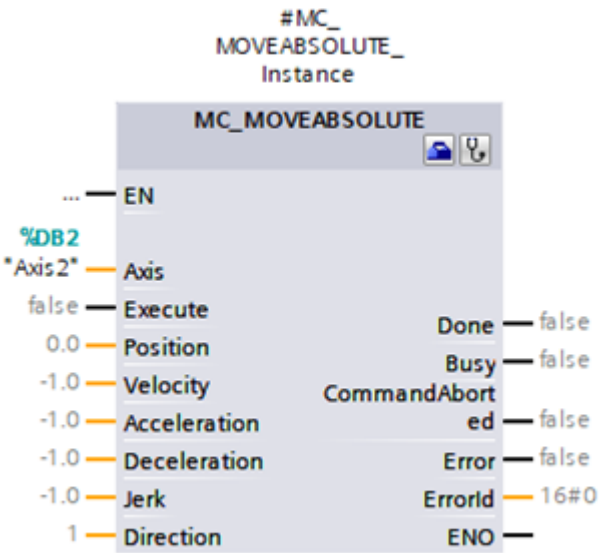 #MC_
MOVEABSOLUTE_
Instance
MC_MOVEABSOLUTE
... EN
%DB2
"Axis2" Axis
false Execute
Done false
0.0 Position
Busy false
-1.0 Velocity
CommandAbort
ed false
-1.0 Acceleration
-1.0 Deceleration
Error false
-1.0 Jerk
ErrorId 16#0
1 Direction
ENO